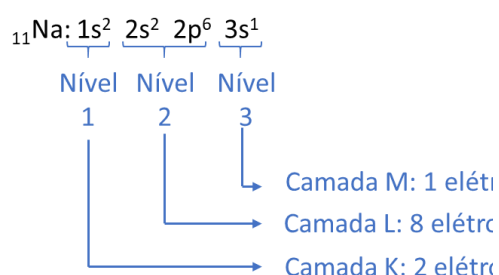 ₁₁Na: 1s² 2s² 2p⁶ 3s¹
Nível Nível Nível
1 2 3
Camada M: 1
Camada L: 8
Camada K: 2